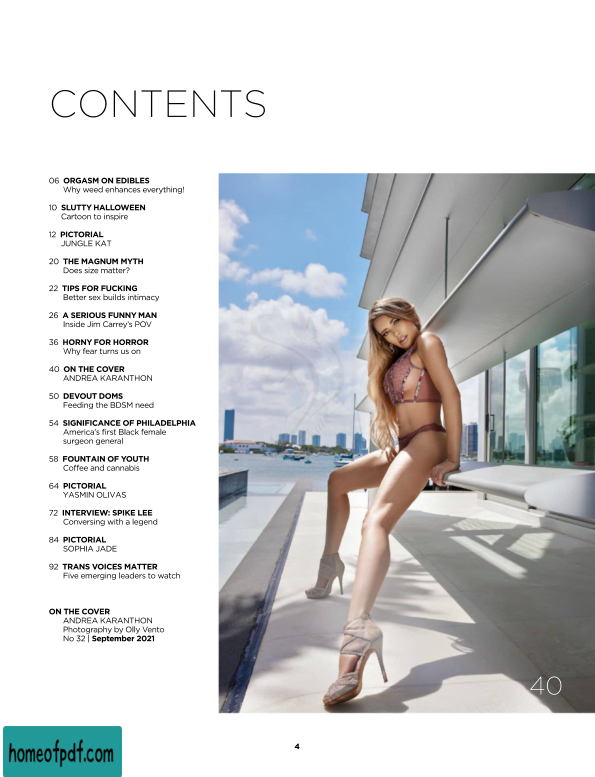 CONTENTS
06 ORGASM ON EDIBLES
Why weed enhances everything!
10 SLUTTY HALLOWEEN
Cartoon to inspire
12 PICTORIAL
JUNGLE KAT
20 THE MAGNUM MYTH
Does size matter?
22 TIPS FOR FUCKING
Better sex builds intimacy
26 A SERIOUS FUNNY MAN
Inside Jim Carrey's POV
36 HORNY FOR HORROR
Why fear turns us on
40 ON THE COVER
ANDREA KARANTHON
50 DEVOUT DOMS
Feeding the BDSM need
54 SIGNIFICANCE OF PHILADELPHIA
America's first Black female
surgeon general
58 FOUNTAIN OF YOUTH
Coffee and cannabis
64 PICTORIAL
YASMIN OLIVAS
72 INTERVIEW: SPIKE LEE
Conversing with a legend
84 PICTORIAL
SOPHIA JADE
92 TRANS VOICES MATTER
Five emerging leaders to watch
ON THE COVER
ANDREA KARANTHON
Photography by Olly Vento
No 32 | September 2021
40
4
homeofpdf.com